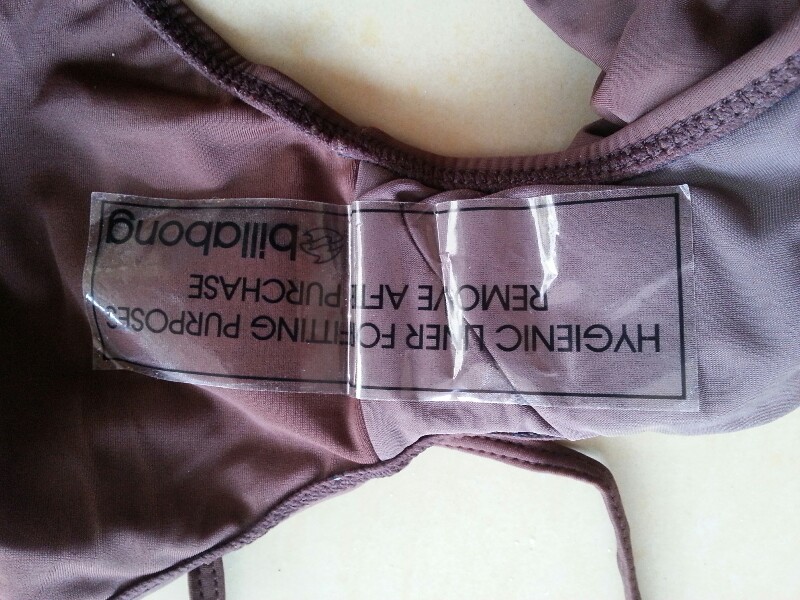 HYGIENIC LINER FOR FITTING PURPOSES
REMOVE AFTER PURCHASE
billabong